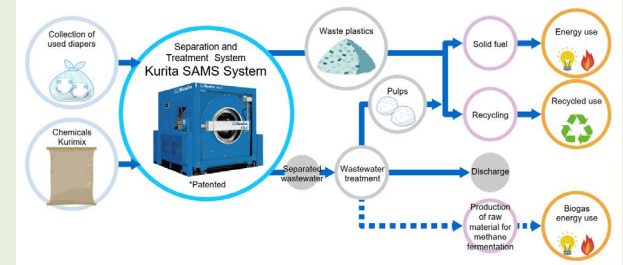 Collection of
used diapers
Chemicals
Kurimix
Separation and
Treatment System
Kurita SAMS System
*Patented
Waste plastics
Pulps
Separated
wastewater
Wastewater
treatment
Solid fuel
Recycling
Discharge
Production
of raw
material for
methane
fermentation
Energy use
Recycled use
Biogas
energy use